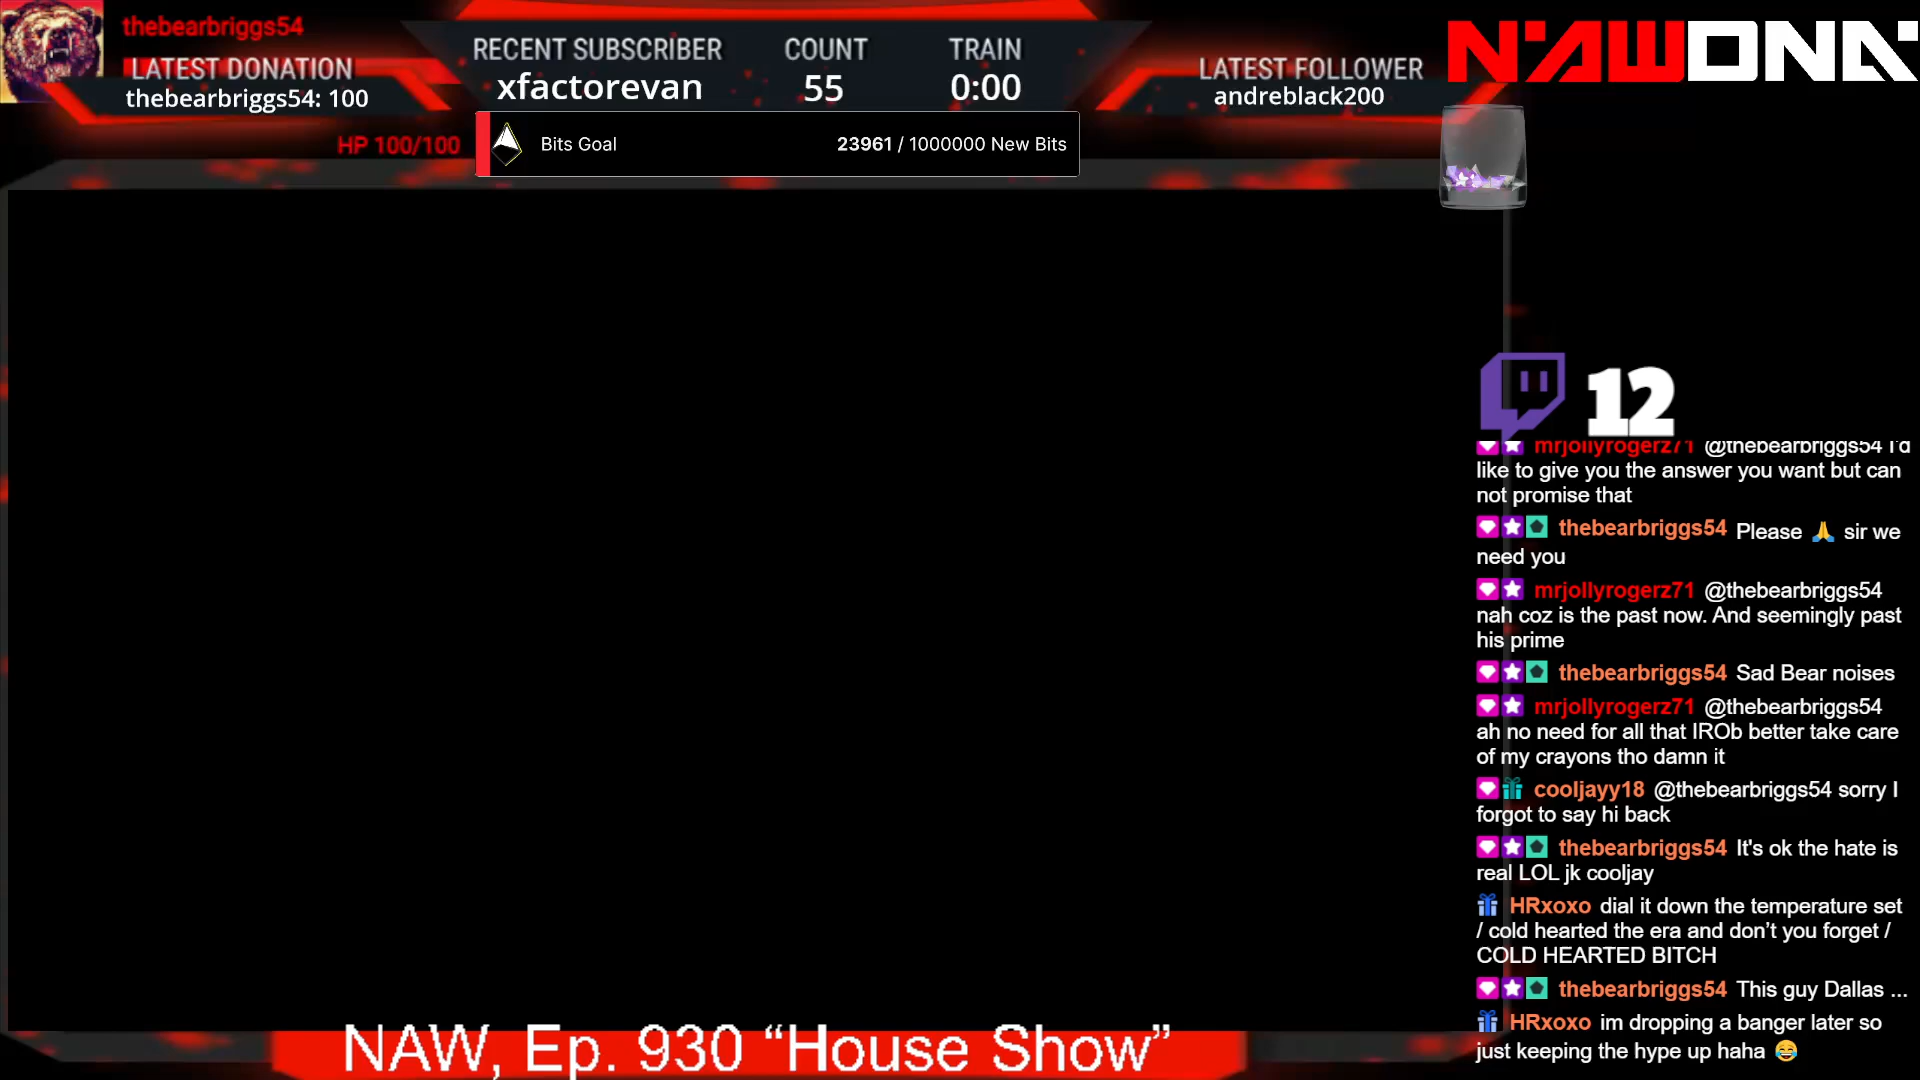 thebearbriggs54
LATEST DONATION
thebearbriggs54: 100
HP 100/100
RECENT SUBSCRIBER
xfactorevan
COUNT
55
TRAIN
0:00
Bits Goal
23961 / 1000000 New Bits
LATEST FOLLOWER
andreblack200
NAWDNA
12
mrjollyrogerz71 @thebearbriggs54 I'd
like to give you the answer you want but can
not promise that
thebearbriggs54 Please 🙏 sir we
need you
mrjollyrogerz71 @thebearbriggs54
nah coz is the past now. And seemingly past
his prime
thebearbriggs54 Sad Bear noises
mrjollyrogerz71 @thebearbriggs54
ah no need for all that IROb better take care
of my crayons tho damn it
cooljayy18 @thebearbriggs54 sorry I
forgot to say hi back
thebearbriggs54 It's ok the hate is
real LOL jk cooljay
HRxoxo dial it down the temperature set
/ cold hearted the era and don’t you forget /
COLD HEARTED BITCH
thebearbriggs54 This guy Dallas ...
HRxoxo im dropping a banger later so
just keeping the hype up haha 😂
NAW, Ep. 930 “House Show”